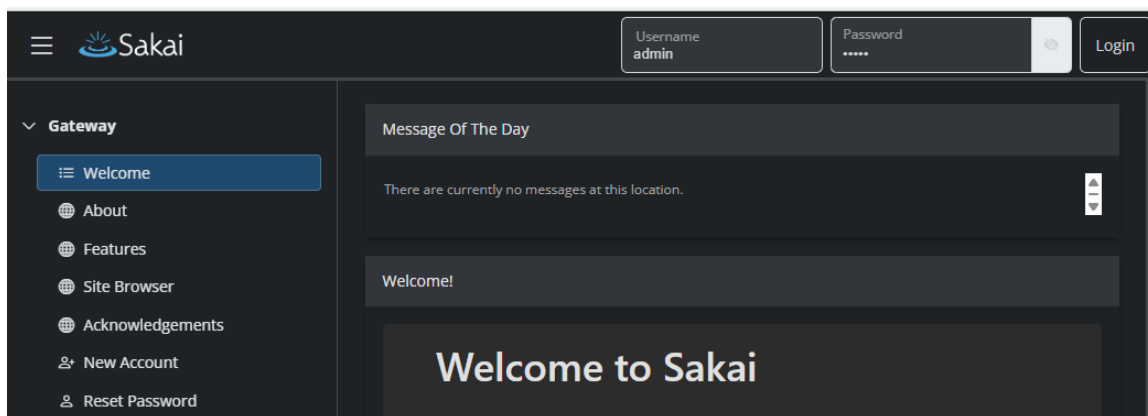 Sakai
Username
admin
Password
•••••
Login
Gateway
Welcome
About
Features
Site Browser
Acknowledgements
New Account
Reset Password
Message Of The Day
There are currently no messages at this location.
Welcome!
Welcome to Sakai